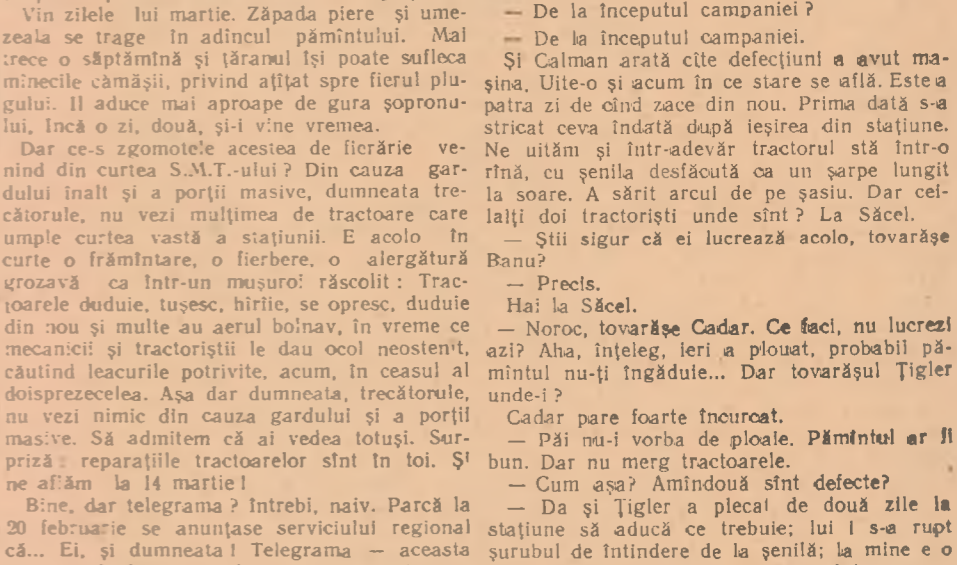 Vin zilele lui martie. Zăpada piere și ume-
zeala se trage în adîncul pămîntului. Mai
trece o săptămînă și țăranul își poate sufleca
mînecile cămășii, privind ațîțat spre fierul plu-
gului. Il aduce mai aproape de gura șopronu-
lui. Incă o zi, două, și-i vine vremea.
Dar ce-s zgomotele acestea de fierărie ve-
nind din curtea S.M.T.-ului? Din cauza gar-
dului înalt și a porții masive, dumneata tre-
cătorule, nu vezi mulțimea de tractoare care
umple curtea vastă a stațiunii. E acolo în
curte o frămîntare, o fierbere, o alergătură
grozavă ca într-un mușuroi răscolit: Trac-
toarele duduie, tușesc, hîrîie, se opresc, duduie
din nou și multe au aerul bolnav, în vreme ce
mecanicii și tractoriștii le dau ocol neostenit,
căutînd leacurile potrivite, acum, în ceasul al
doisprezecelea. Așa dar dumneata, trecătorule,
nu vezi nimic din cauza gardului și a porții
masive. Să admitem că ai vedea totuși. Sur-
priză: reparațiile tractoarelor sînt în toi. Și
ne aflăm la 14 martie!
Bine, dar telegrama? întrebi, naiv. Parcă la
20 februarie se anunțase serviciului regional
că... Ei, și dumneata! Telegrama — aceasta
— De la începutul campaniei?
— De la începutul campaniei.
Și Calman arată cîte defecțiuni a avut ma-
șina. Uite-o și acum în ce stare se află. Este a
patra zi de cînd zace din nou. Prima dată s-a
stricat ceva îndată după ieșirea din stațiune.
Ne uităm și într-adevăr tractorul stă într-o
rînă, cu șenila desfăcută ca un șarpe lungit
la soare. A sărit arcul de pe șasiu. Dar cei-
lalți doi tractoriști unde sînt? La Săcel.
— Știi sigur că ei lucrează acolo, tovarășe
Banu?
— Precis.
Hai la Săcel.
— Noroc, tovarășe Cadar. Ce faci, nu lucrezi
azi? Aha, înțeleg, ieri a plouat, probabil pă-
mîntul nu-ți îngăduie... Dar tovarășul Țigler
unde-i?
Cadar pare foarte încurcat.
— Păi nu-i vorba de ploaie. Pămîntul ar fi
bun. Dar nu merg tractoarele.
— Cum așa? Amîndouă sînt defecte?
— Da și Țigler a plecat de două zile la
stațiune să aducă ce trebuie; lui i s-a rupt
șurubul de întindere de la șenilă; la mine e o